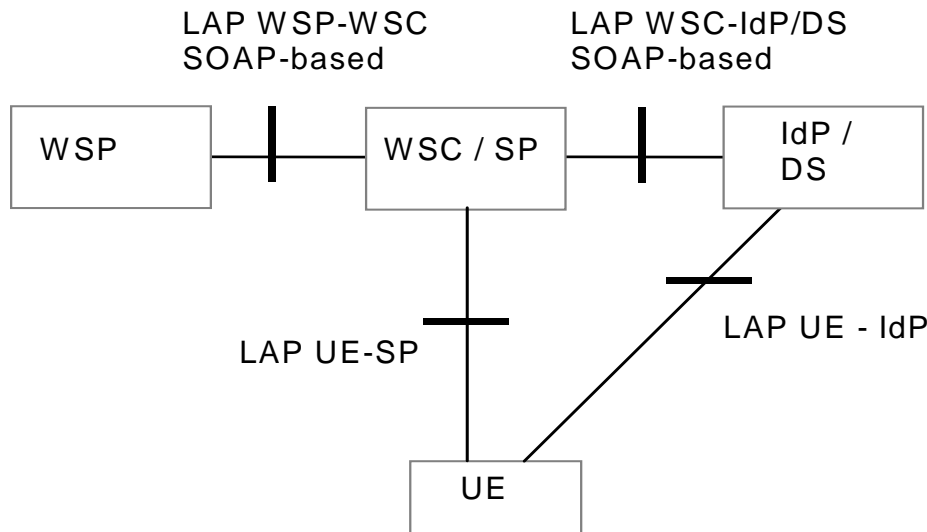 LAP WSP-WSC
SOAP-based
LAP WSC-IdP/DS
SOAP-based
WSP
WSC / SP
IdP /
DS
LAP UE-SP
LAP UE - IdP
UE